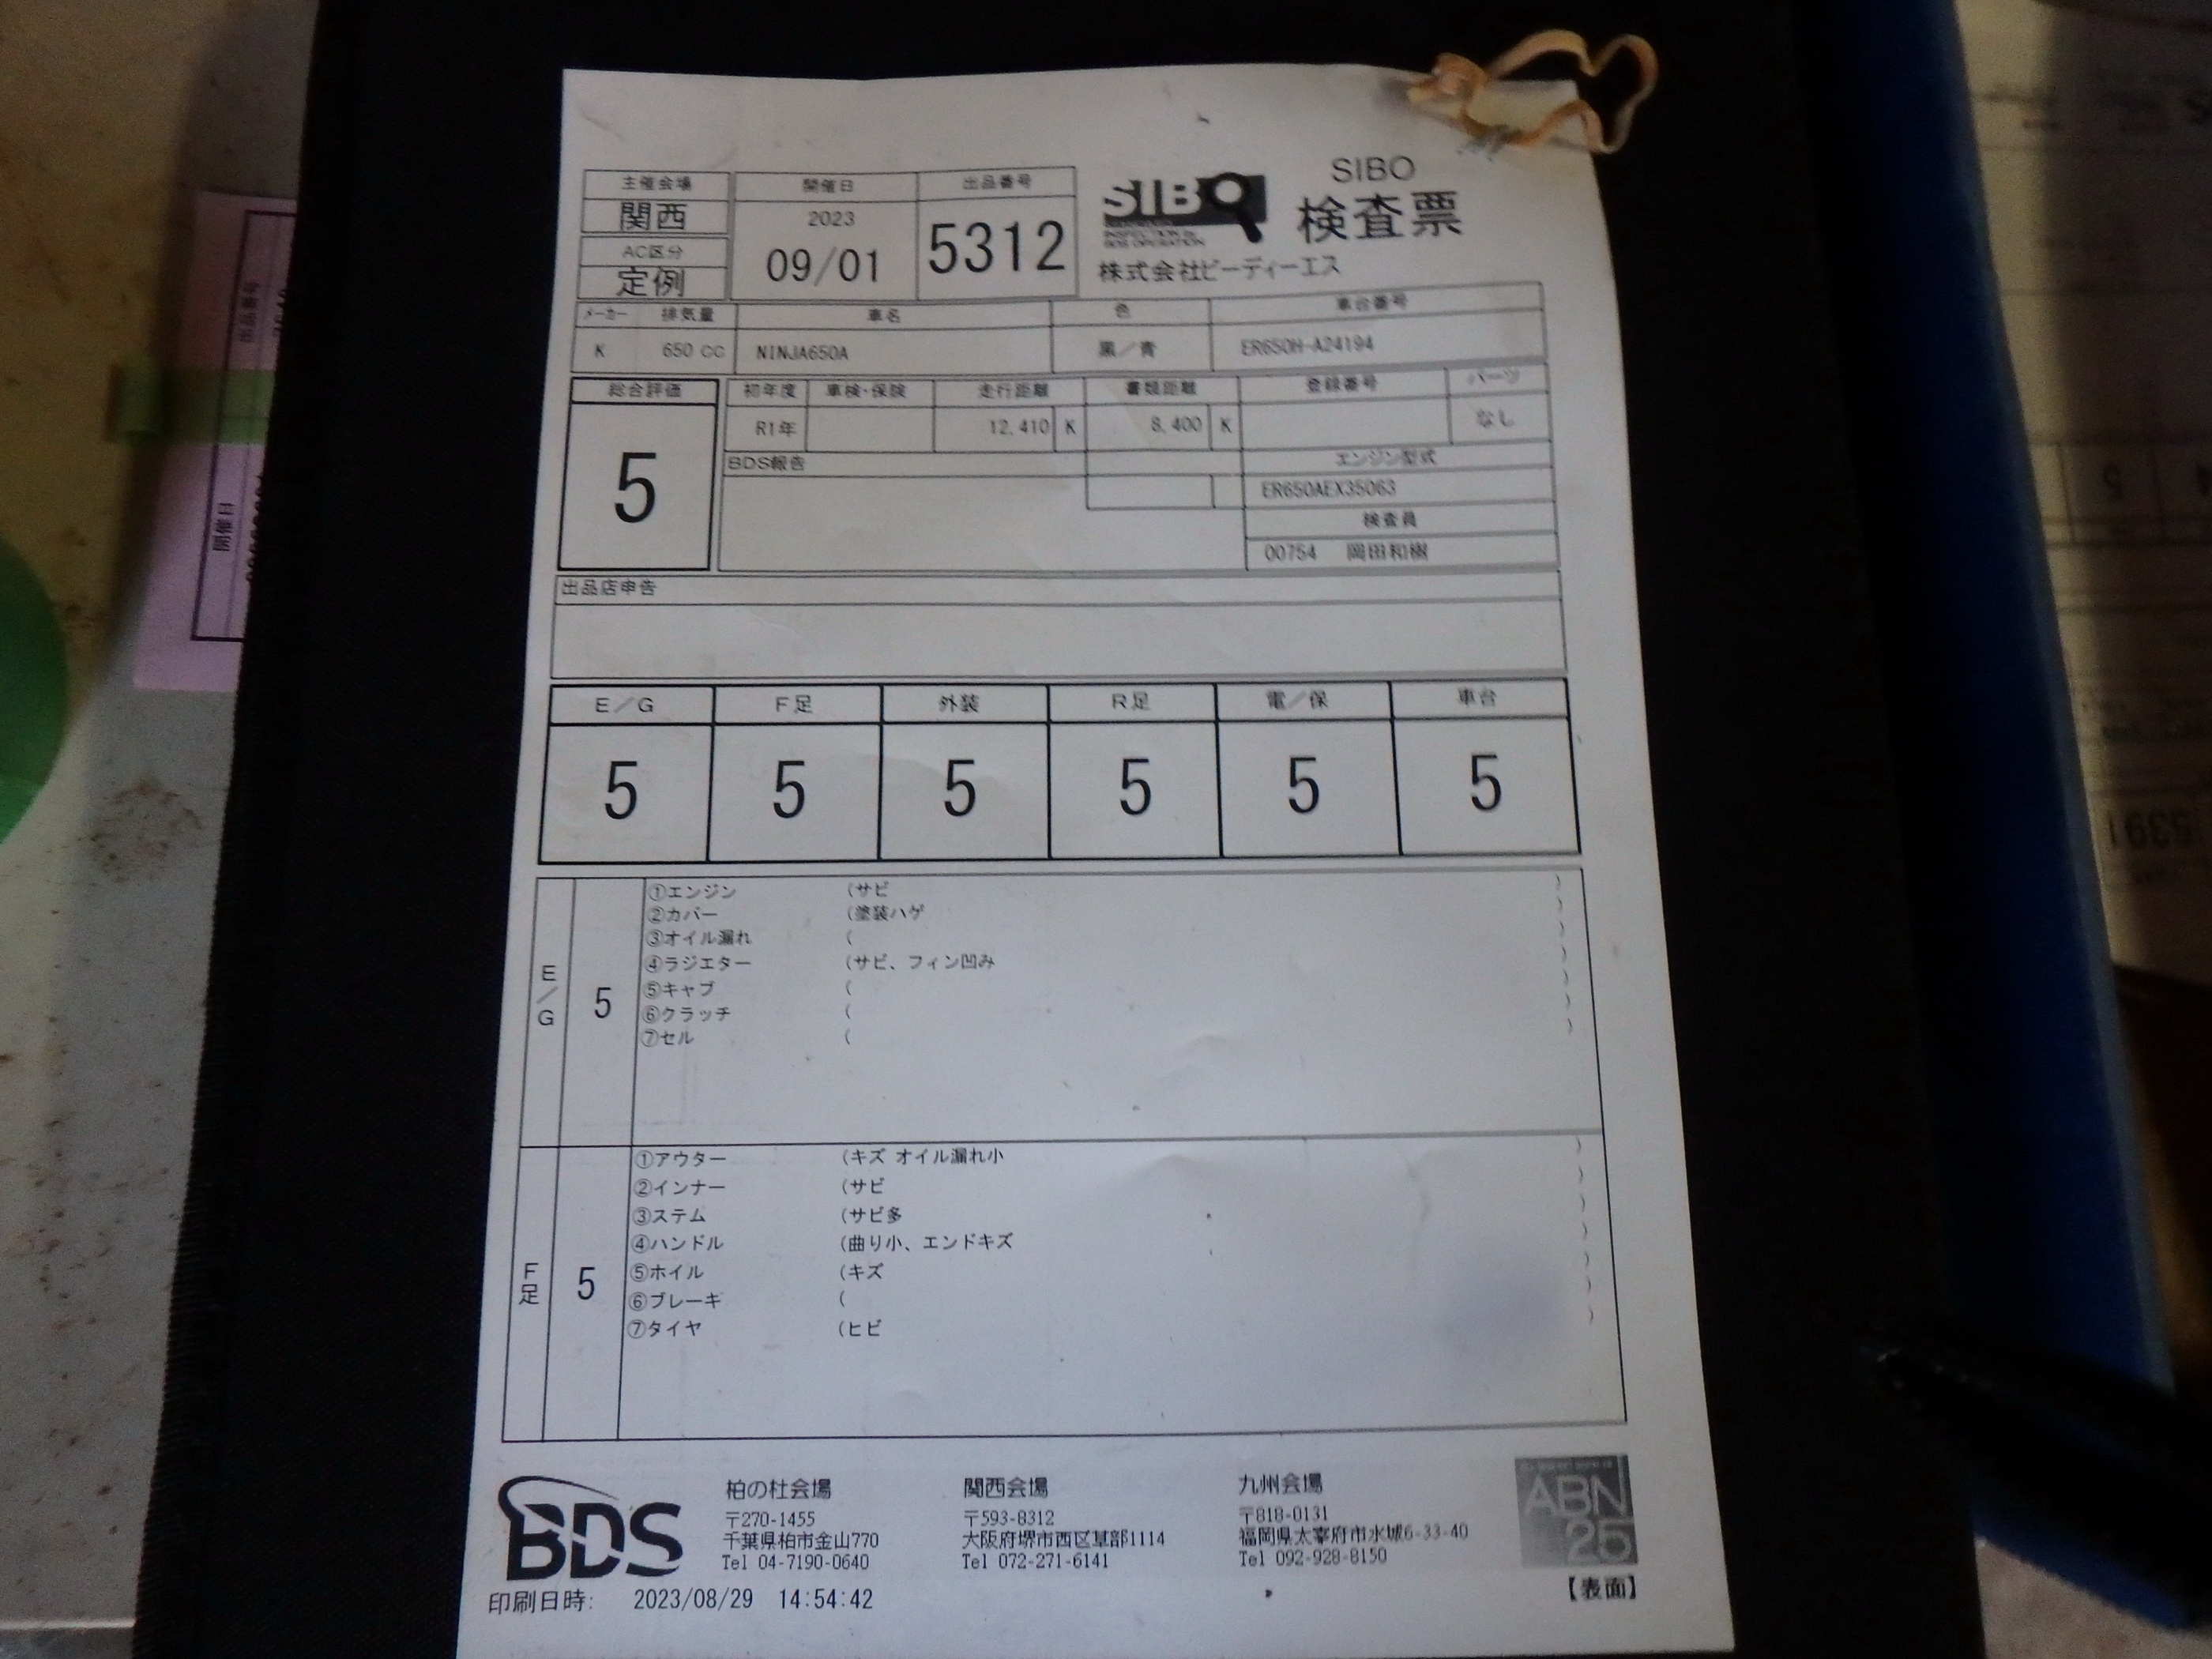 主催会場
関西
AC区分
定例
開催日
2023
09/01
出品番号
5312
SIBO
SIBO
検査票
株式会社ビーディーエス
メーカー 排気量 車名 色 車台番号
K 650 CC NINJA650A 黒/青 ER650H-A24194
総合評価 初年度 車検・保険 走行距離 書類距離 登録番号 パーツ
5 R1年 12,410 K 8,400 K なし
BDS報告 エンジン型式
ER650AEX35063
検査員
00754 岡田和樹
出品店申告
E/G F足 外装 R足 電/保 車台
5 5 5 5 5 5
E/G 5
①エンジン (サビ )
②カバー (塗装ハゲ )
③オイル漏れ ( )
④ラジエター (サビ、フィン凹み )
⑤キャブ ( )
⑥クラッチ ( )
⑦セル ( )
F足 5
①アウター (キズ オイル漏れ小 )
②インナー (サビ )
③ステム (サビ多 )
④ハンドル (曲り小、エンドキズ )
⑤ホイル (キズ )
⑥ブレーキ ( )
⑦タイヤ (ヒビ )
BDS
柏の杜会場
〒270-1455
千葉県柏市金山770
Tel 04-7190-0640
関西会場
〒593-8312
大阪府堺市西区草部1114
Tel 072-271-6141
九州会場
〒818-0131
福岡県太宰府市水城6-33-40
Tel 092-928-8150
ABN
25
印刷日時: 2023/08/29 14:54:42
【表面】
出品番号
開催日
5391
5